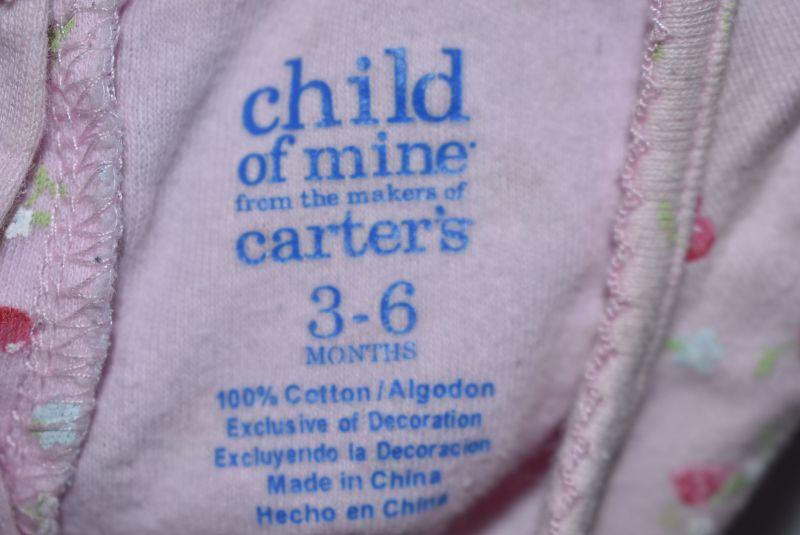 child
of mine
from the makers of
carter's
3-6
MONTHS
100% Cotton/Algodon
Exclusive of Decoration
Excluyendo la Decoracion
Made in China
Hecho en China